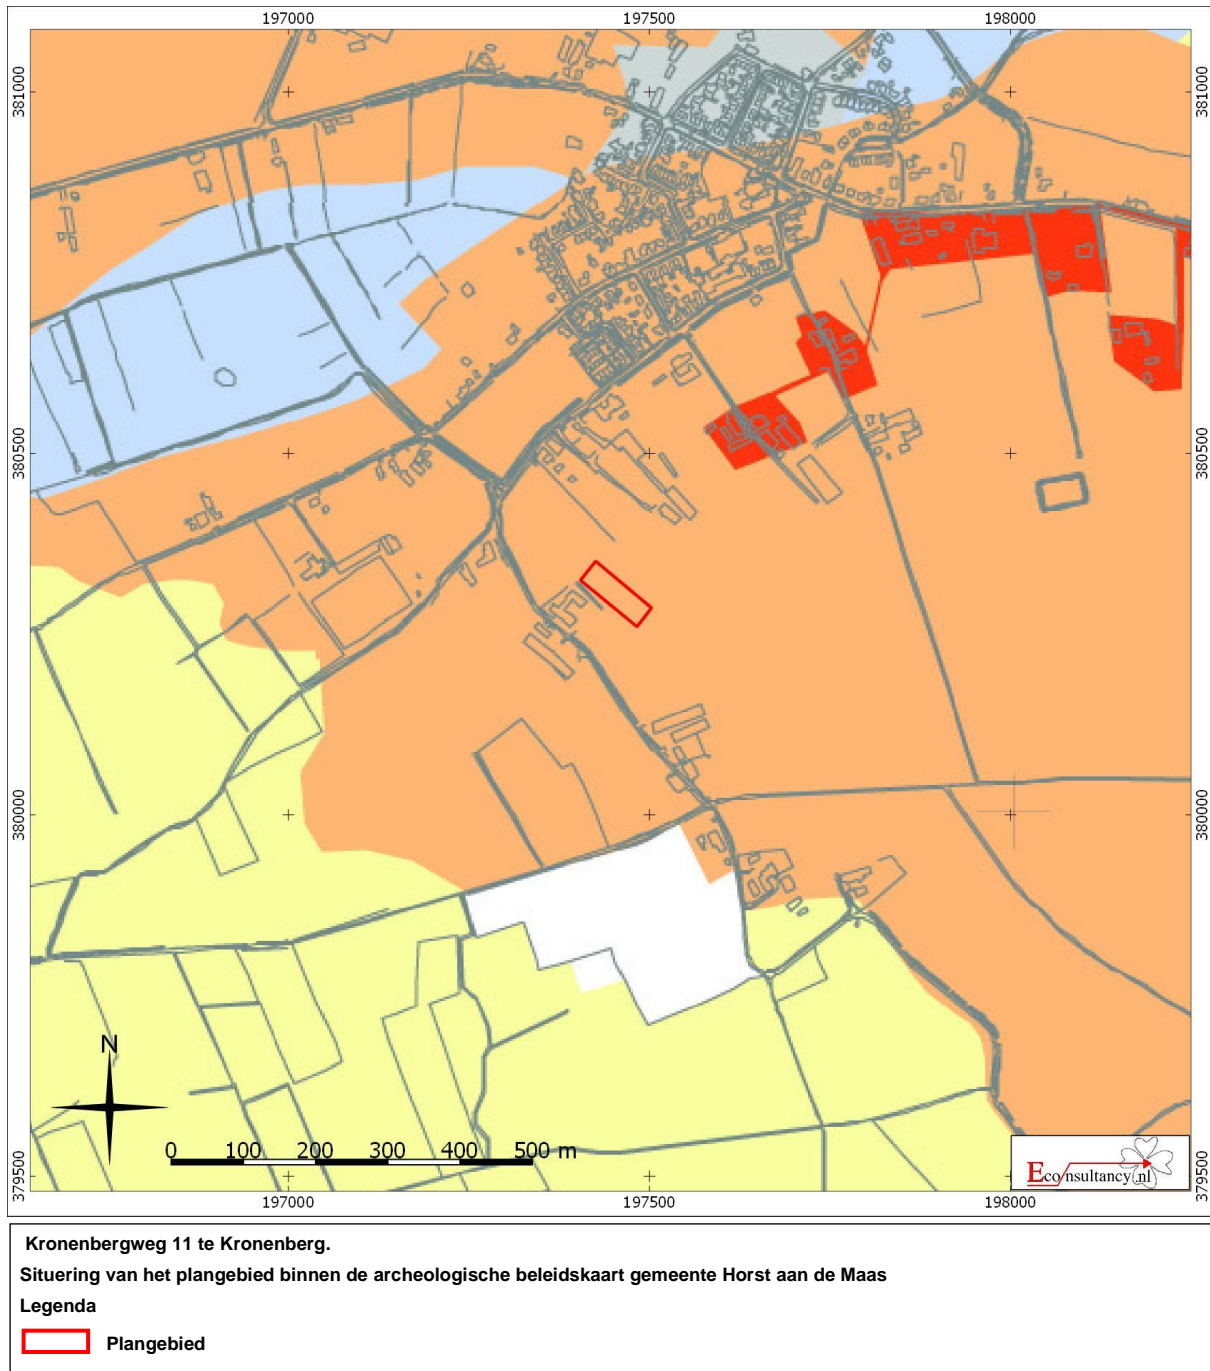 197000 197500 198000
381000 381000
380500 380500
380000 380000
N
0 100 200 300 400 500 m
Econsultancy.nl
379500 379500
197000 197500 198000
Kronenbergweg 11 te Kronenberg.
Situering van het plangebied binnen de archeologische beleidskaart gemeente Horst aan de Maas
Legenda
Plangebied